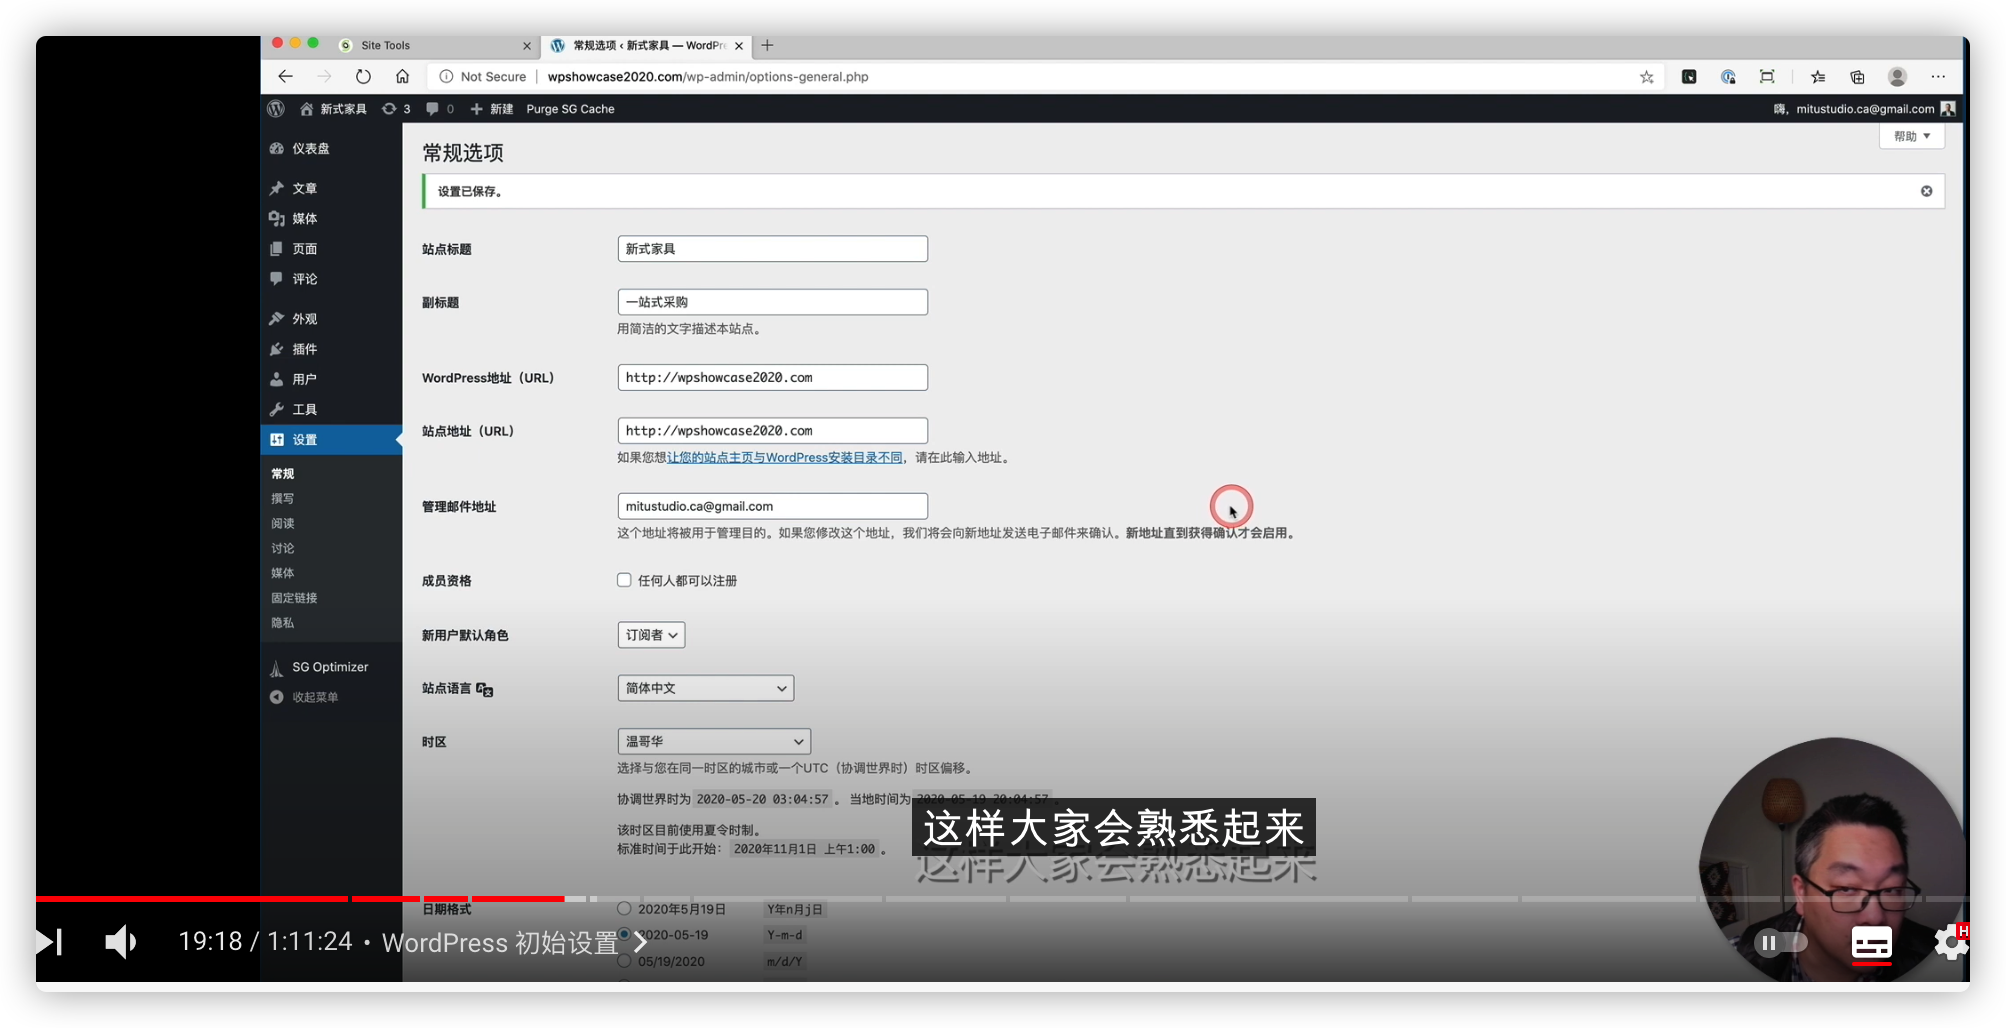 Site Tools
常规选项 ‹ 新式家具 — WordPr
Not Secure
wpshowcase2020.com/wp-admin/options-general.php
新式家具
3
0
新建
Purge SG Cache
嗨，mitustudio.ca@gmail.com
帮助
仪表盘
文章
媒体
页面
评论
外观
插件
用户
工具
设置
常规
撰写
阅读
讨论
媒体
固定链接
隐私
SG Optimizer
收起菜单
常规选项
设置已保存。
站点标题
新式家具
副标题
一站式采购
用简洁的文字描述本站点。
WordPress地址（URL）
http://wpshowcase2020.com
站点地址（URL）
http://wpshowcase2020.com
如果您想让您的站点主页与WordPress安装目录不同，请在此输入地址。
管理邮件地址
mitustudio.ca@gmail.com
这个地址将被用于管理目的。如果您修改这个地址，我们将会向新地址发送电子邮件来确认。新地址直到获得确认才会启用。
成员资格
任何人都可以注册
新用户默认角色
订阅者
站点语言
简体中文
时区
温哥华
选择与您在同一时区的城市或一个UTC（协调世界时）时区偏移。
协调世界时为 2020-05-20 03:04:57 。 当地时间为 2020-05-19 20:04:57 。
该时区目前使用夏令时制。
标准时间于此开始： 2020年11月1日 上午1:00 。
这样大家会熟悉起来
这样大家会熟悉起来
日期格式
2020年5月19日
Y年n月j日
2020-05-19
Y-m-d
05/19/2020
m/d/Y
19:18 / 1:11:24 • WordPress 初始设置
H